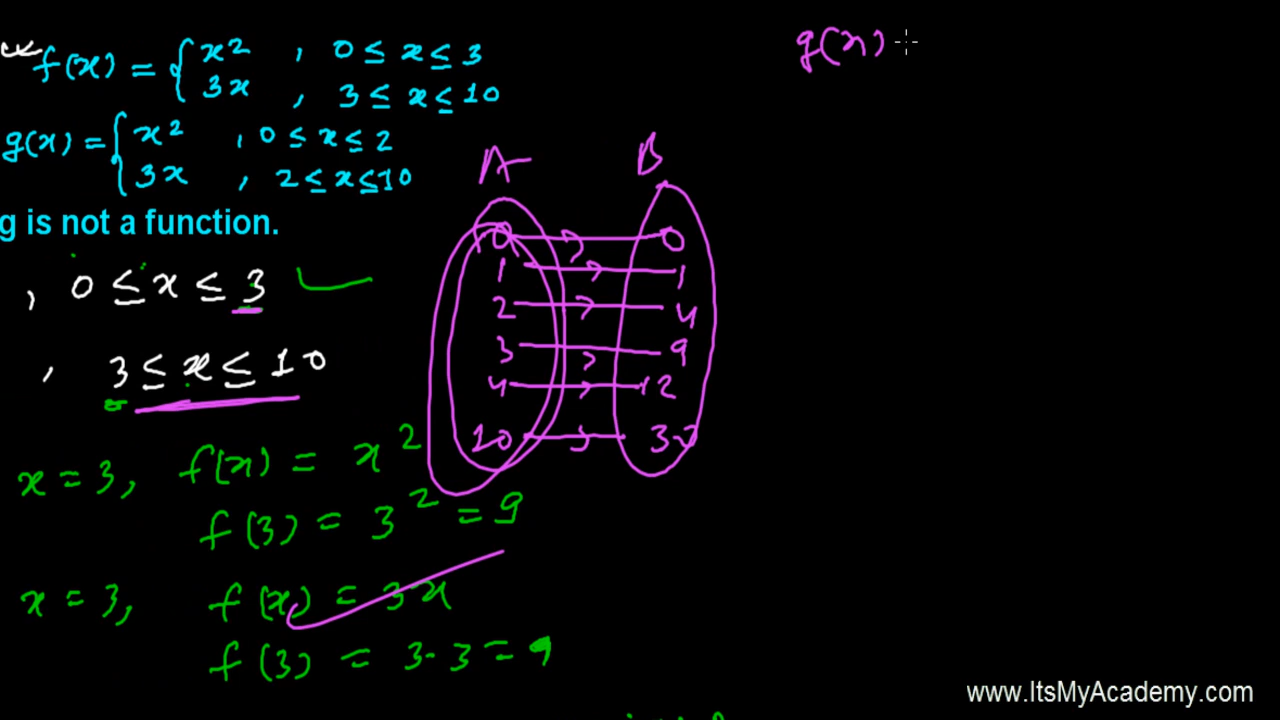 f(x) = { x² , 0 ≤ x ≤ 3
3x , 3 ≤ x ≤ 10
g(x) = { x² , 0 ≤ x ≤ 2
3x , 2 ≤ x ≤ 10
g is not a function.
, 0 ≤ x ≤ 3
, 3 ≤ x ≤ 10
x = 3, f(x) = x²
f(3) = 3² = 9
x = 3, f(x) = 3x
f(3) = 3.3 = 9
A B
0 0
1 1
2 4
3 9
4 12
10 30
g(x)
www.ItsMyAcademy.com